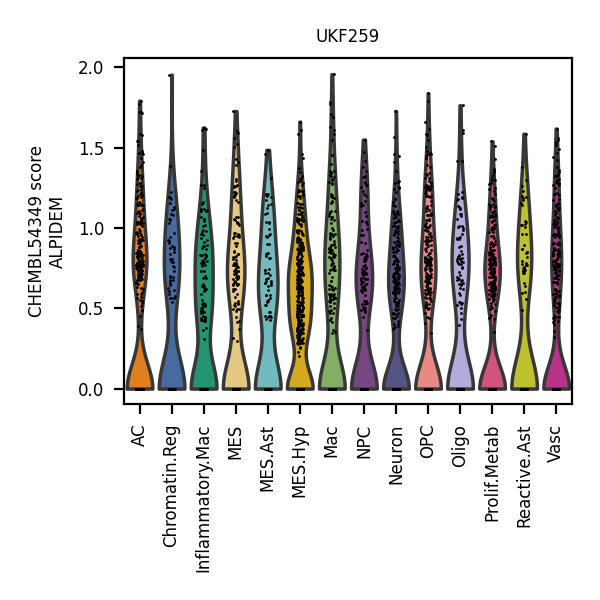 UKF259
CHEMBL54349 score
ALPIDEM
2.0
1.5
1.0
0.5
0.0
AC
Chromatin.Reg
Inflammatory.Mac
MES
MES.Ast
MES.Hyp
Mac
NPC
Neuron
OPC
Oligo
Prolif.Metab
Reactive.Ast
Vasc